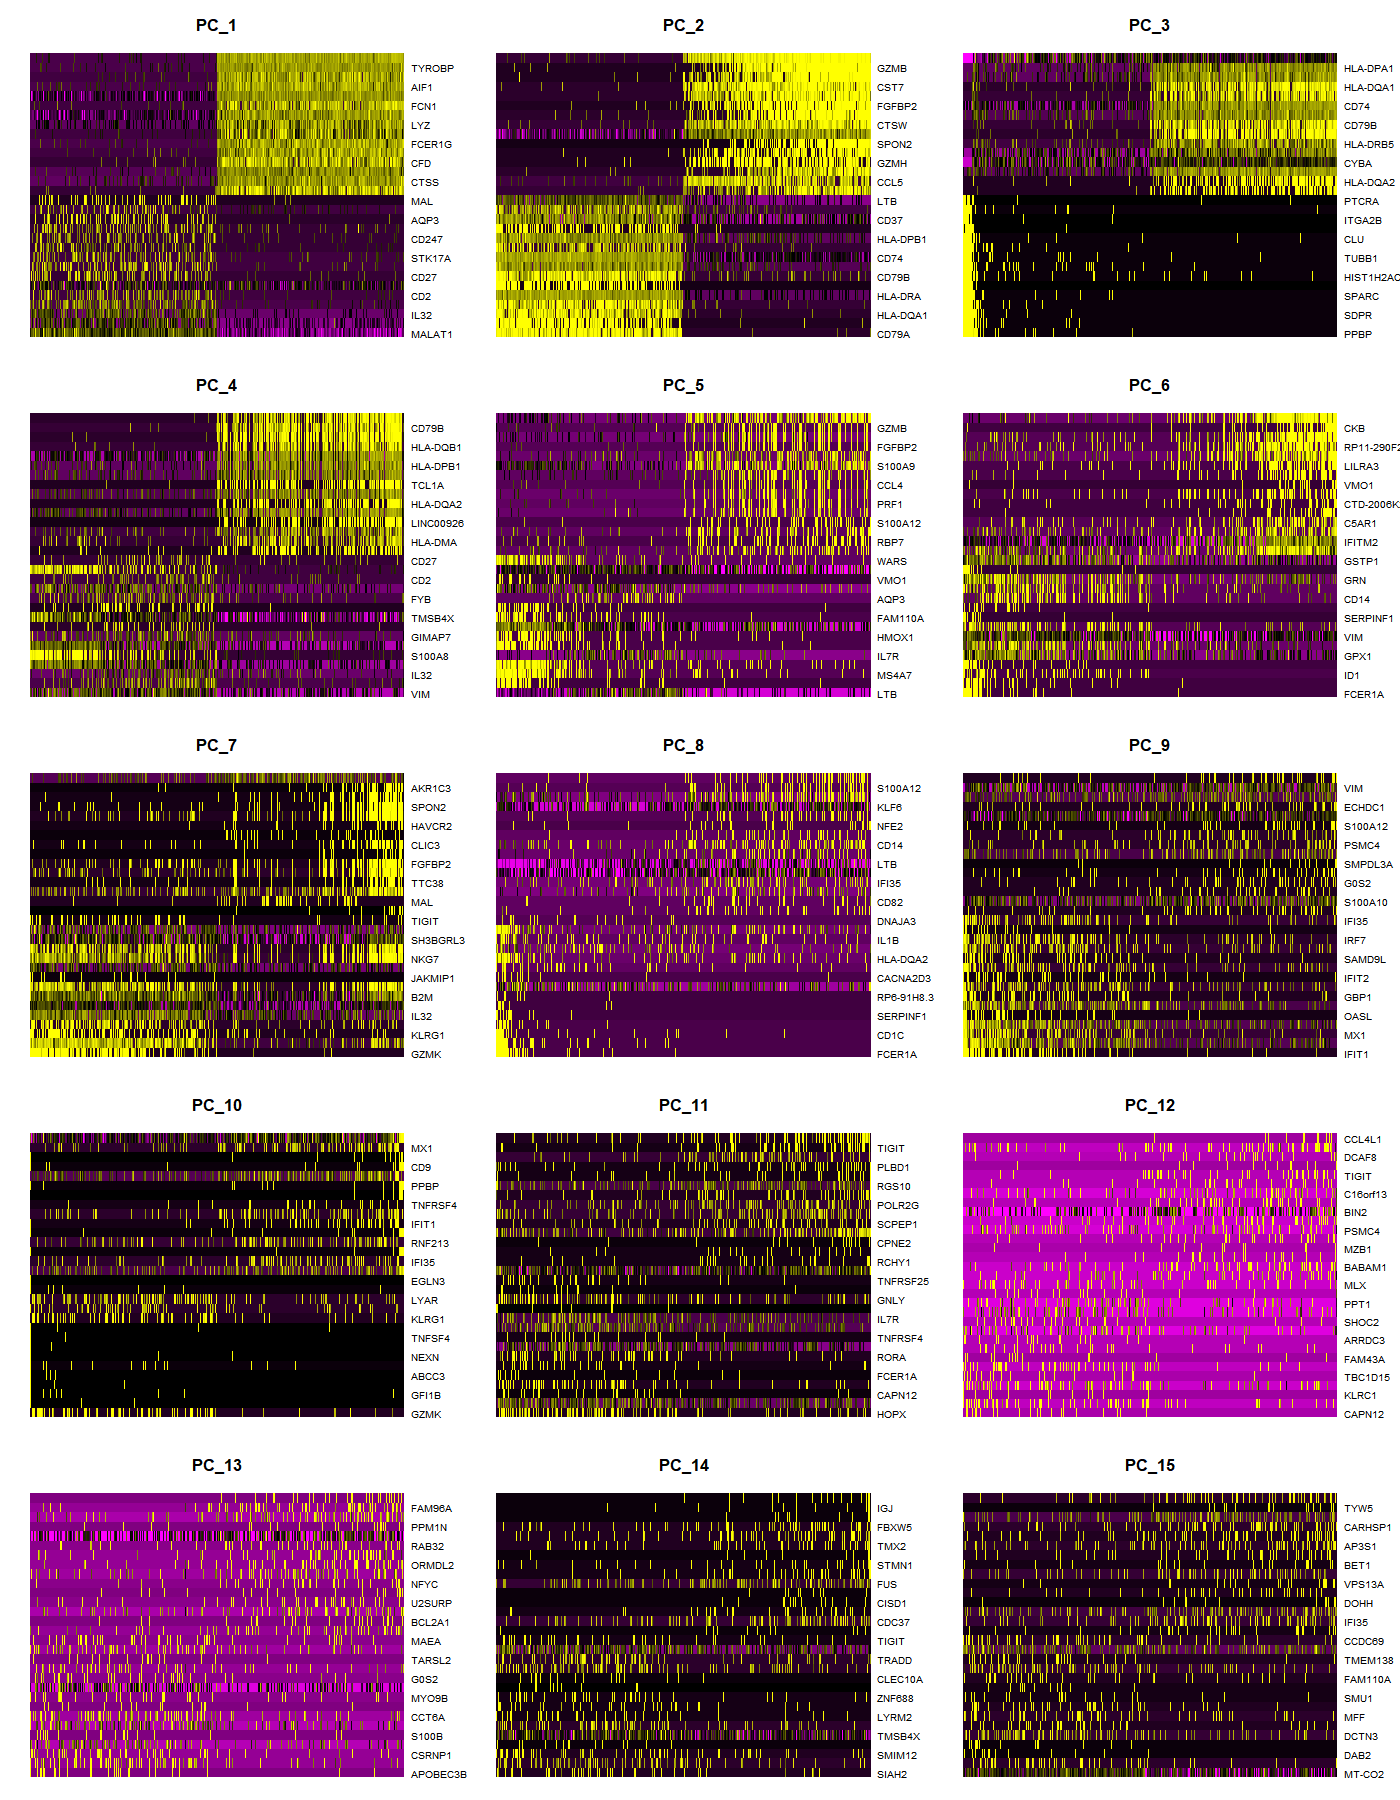 PC_1
TYROBP
AIF1
FCN1
LYZ
FCER1G
CFD
CTSS
MAL
AQP3
CD247
STK17A
CD27
CD2
IL32
MALAT1
PC_2
GZMB
CST7
FGFBP2
CTSW
SPON2
GZMH
CCL5
LTB
CD37
HLA-DPB1
CD74
CD79B
HLA-DRA
HLA-DQA1
CD79A
PC_3
HLA-DPA1
HLA-DQA1
CD74
CD79B
HLA-DRB5
CYBA
HLA-DQA2
PTCRA
ITGA2B
CLU
TUBB1
HIST1H2AC
SPARC
SDPR
PPBP
PC_4
CD79B
HLA-DQB1
HLA-DPB1
TCL1A
HLA-DQA2
LINC00926
HLA-DMA
CD27
CD2
FYB
TMSB4X
GIMAP7
S100A8
IL32
VIM
PC_5
GZMB
FGFBP2
S100A9
CCL4
PRF1
S100A12
RBP7
WARS
VMO1
AQP3
FAM110A
HMOX1
IL7R
MS4A7
LTB
PC_6
CKB
RP11-290F2
LILRA3
VMO1
CTD-2006K
C5AR1
IFITM2
GSTP1
GRN
CD14
SERPINF1
VIM
GPX1
ID1
FCER1A
PC_7
AKR1C3
SPON2
HAVCR2
CLIC3
FGFBP2
TTC38
MAL
TIGIT
SH3BGRL3
NKG7
JAKMIP1
B2M
IL32
KLRG1
GZMK
PC_8
S100A12
KLF6
NFE2
CD14
LTB
IFI35
CD82
DNAJA3
IL1B
HLA-DQA2
CACNA2D3
RP6-91H8.3
SERPINF1
CD1C
FCER1A
PC_9
VIM
ECHDC1
S100A12
PSMC4
SMPDL3A
G0S2
S100A10
IFI35
IRF7
SAMD9L
IFIT2
GBP1
OASL
MX1
IFIT1
PC_10
MX1
CD9
PPBP
TNFRSF4
IFIT1
RNF213
IFI35
EGLN3
LYAR
KLRG1
TNFSF4
NEXN
ABCC3
GFI1B
GZMK
PC_11
TIGIT
PLBD1
RGS10
POLR2G
SCPEP1
CPNE2
RCHY1
TNFRSF25
GNLY
IL7R
TNFRSF4
RORA
FCER1A
CAPN12
HOPX
PC_12
CCL4L1
DCAF8
TIGIT
C16orf13
BIN2
PSMC4
MZB1
BABAM1
MLX
PPT1
SHOC2
ARRDC3
FAM43A
TBC1D15
KLRC1
CAPN12
PC_13
FAM96A
PPM1N
RAB32
ORMDL2
NFYC
U2SURP
BCL2A1
MAEA
TARSL2
G0S2
MYO9B
CCT6A
S100B
CSRNP1
APOBEC3B
PC_14
IGJ
FBXW5
TMX2
STMN1
FUS
CISD1
CDC37
TIGIT
TRADD
CLEC10A
ZNF688
LYRM2
TMSB4X
SMIM12
SIAH2
PC_15
TYW5
CARHSP1
AP3S1
BET1
VPS13A
DOHH
IFI35
CCDC69
TMEM138
FAM110A
SMU1
MFF
DCTN3
DAB2
MT-CO2